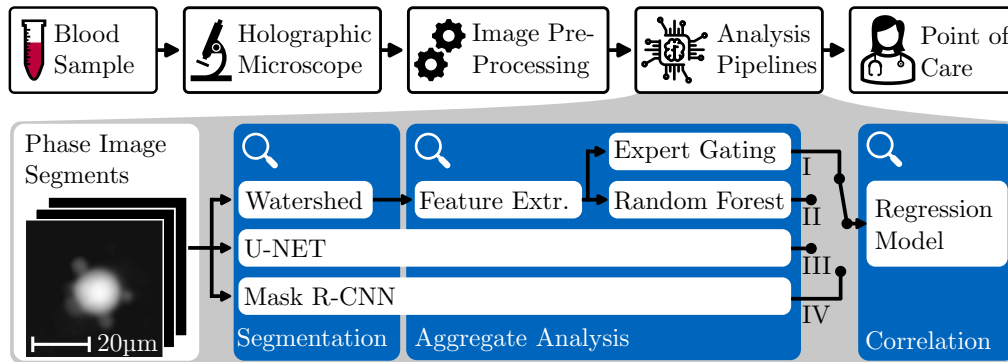 Blood
Sample
Holographic
Microscope
Image Pre-
Processing
Analysis
Pipelines
Point of
Care
Phase Image
Segments
20µm
Watershed
U-NET
Mask R-CNN
Segmentation
Feature Extr.
Expert Gating
Random Forest
Aggregate Analysis
I
II
III
IV
Regression
Model
Correlation